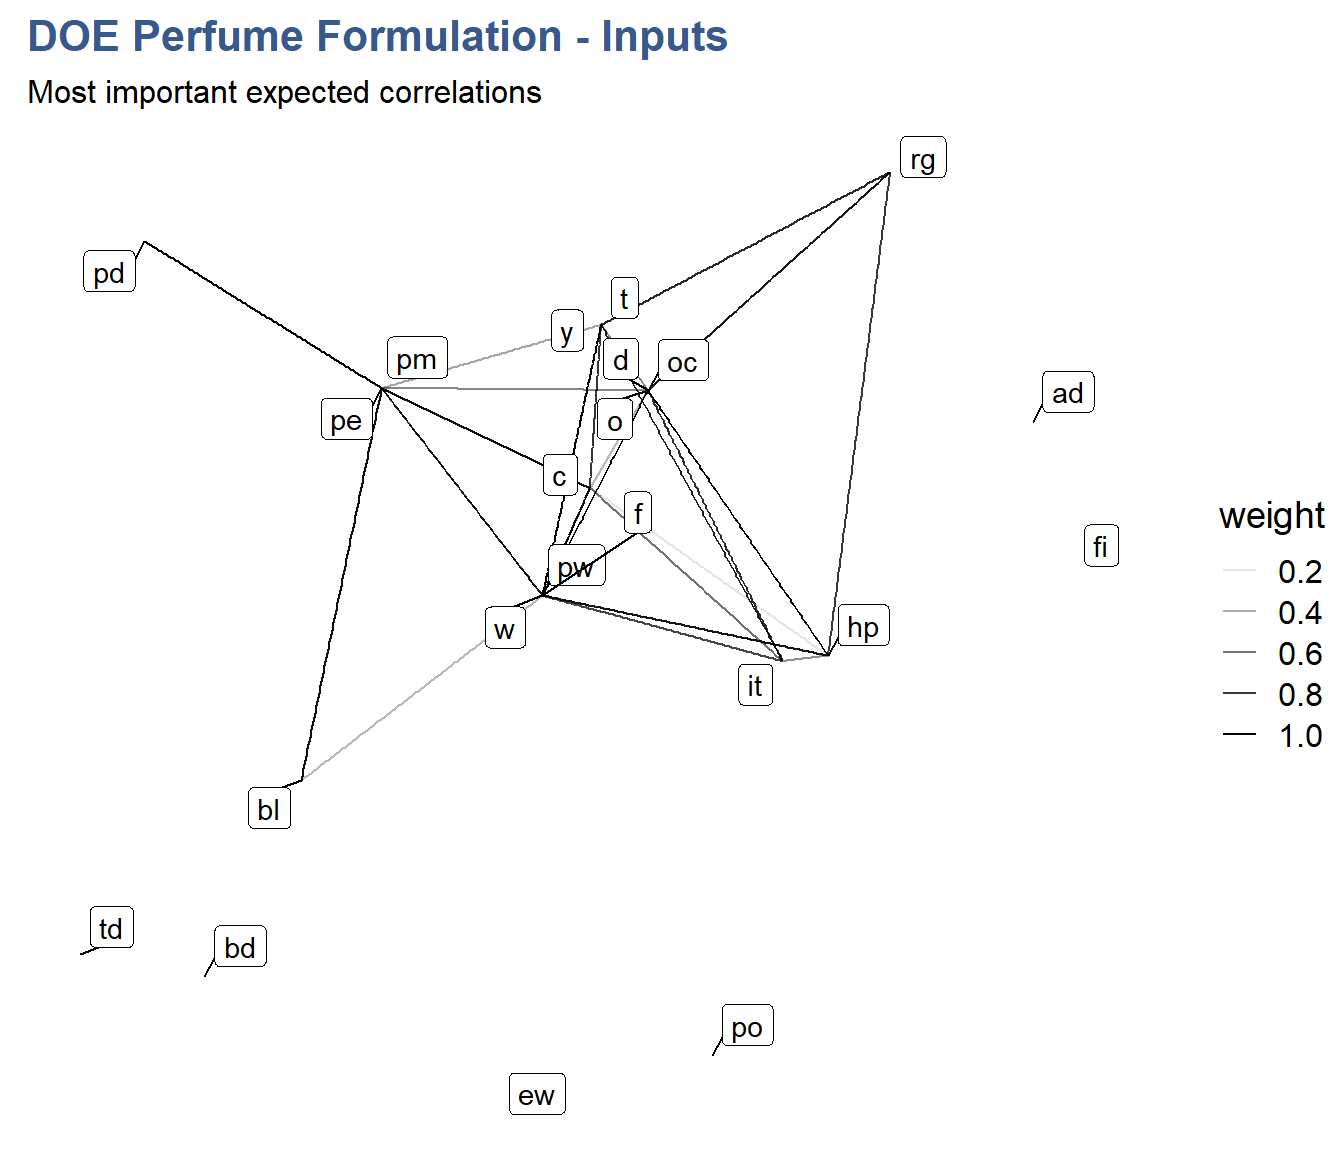 DOE Perfume Formulation - Inputs
Most important expected correlations
rg
pd
t
y
pm
d
oc
ad
pe
o
c
f
weight
fi
pw
0.2
0.4
w
hp
0.6
it
0.8
1.0
bl
td
bd
po
ew